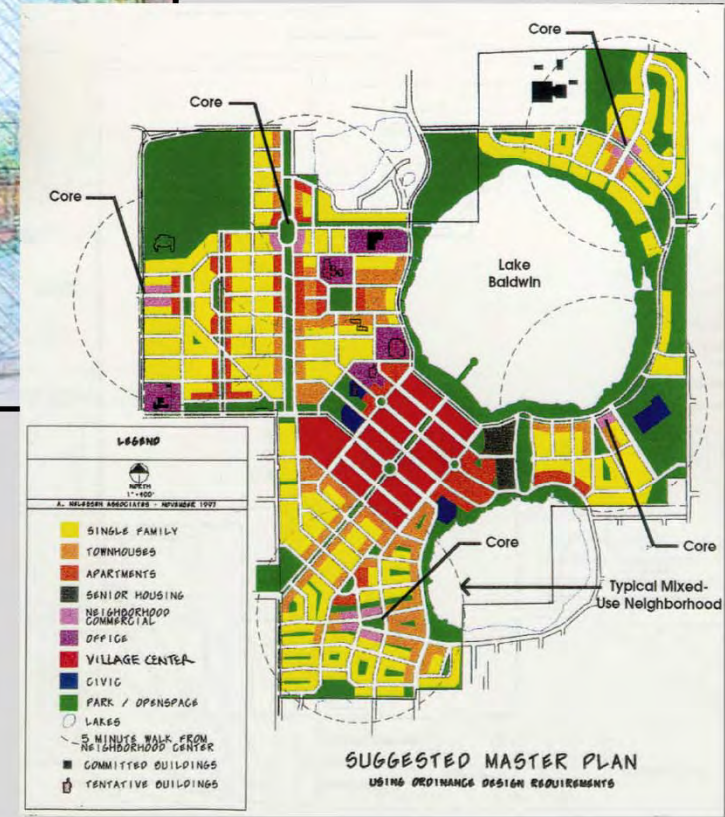 Core
Core
Core
Lake
Baldwin
LEGEND
NORTH
1"=400'
A. NELESSEN ASSOCIATES - NOVEMBER 1997
SINGLE FAMILY
TOWNHOUSES
APARTMENTS
SENIOR HOUSING
NEIGHBORHOOD
COMMERCIAL
OFFICE
VILLAGE CENTER
CIVIC
PARK / OPENSPACE
LAKES
5 MINUTE WALK FROM
NEIGHBORHOOD CENTER
COMMITTED BUILDINGS
TENTATIVE BUILDINGS
Core
Core
Typical Mixed-
Use Neighborhood
SUGGESTED MASTER PLAN
USING ORDINANCE DESIGN REQUIREMENTS